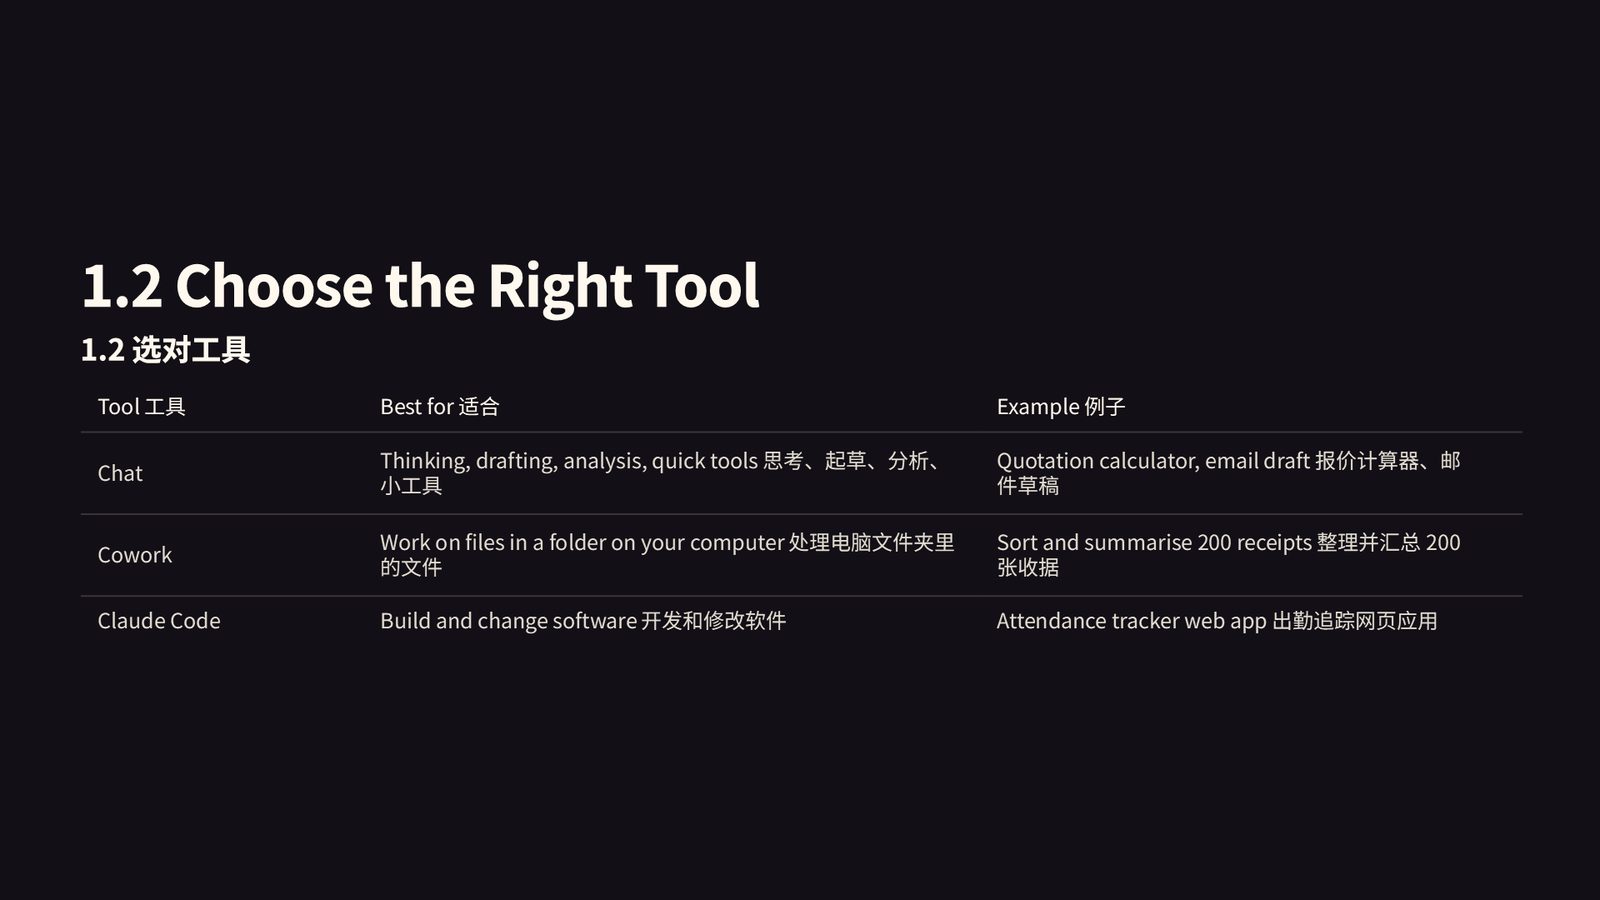 1.2 Choose the Right Tool
1.2 选对工具
Tool 工具
Best for 适合
Example 例子
Chat
Thinking, drafting, analysis, quick tools 思考、起草、分析、
小工具
Quotation calculator, email draft 报价计算器、邮
件草稿
Cowork
Work on files in a folder on your computer 处理电脑文件夹里
的文件
Sort and summarise 200 receipts 整理并汇总 200
张收据
Claude Code
Build and change software 开发和修改软件
Attendance tracker web app 出勤追踪网页应用